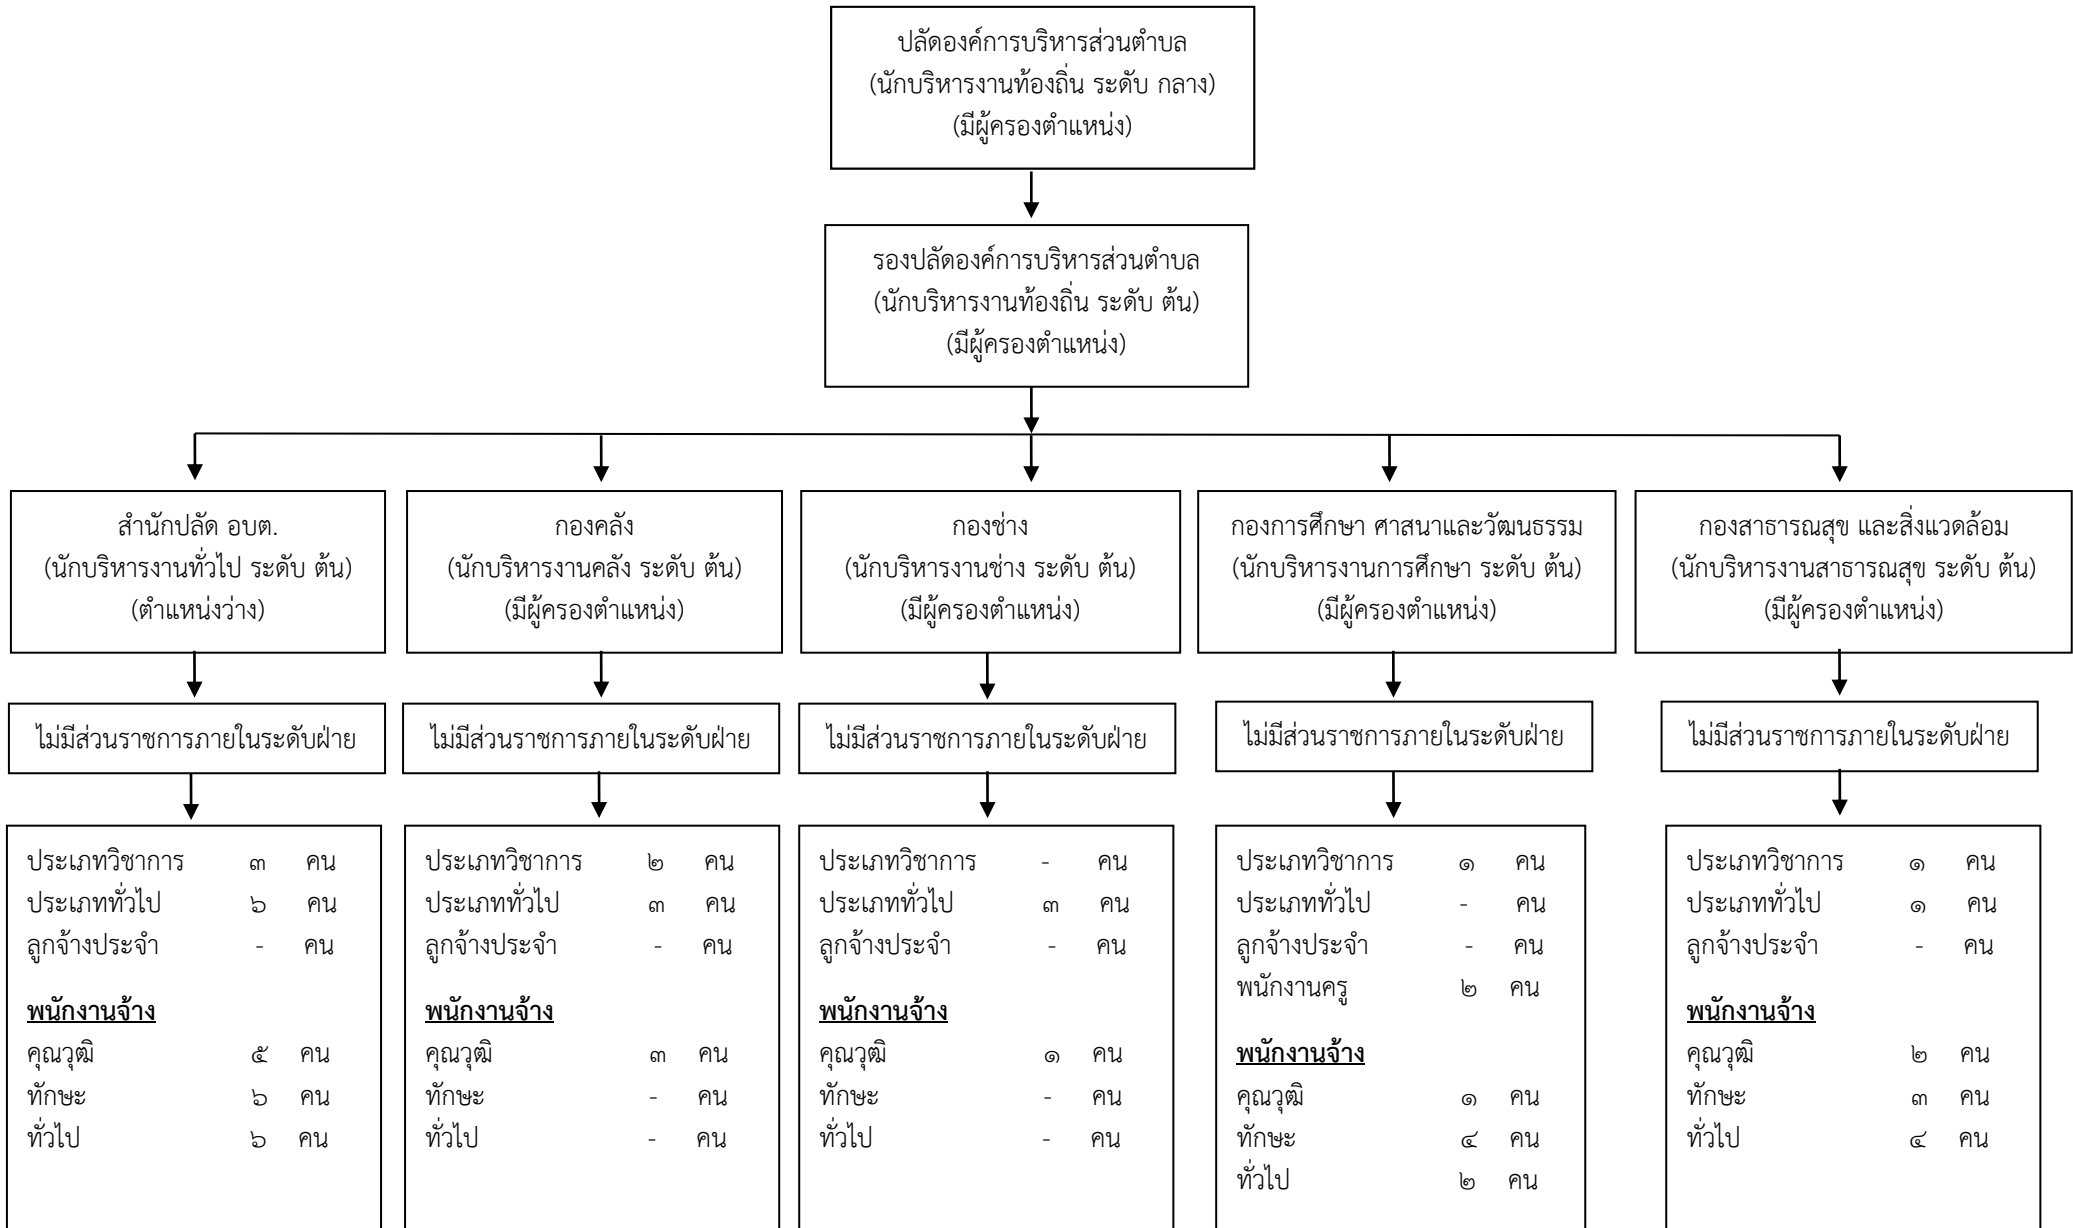 ปลัดองค์การบริหารส่วนตำบล
(นักบริหารงานท้องถิ่น ระดับ กลาง)
(มีผู้ครองตำแหน่ง)
รองปลัดองค์การบริหารส่วนตำบล
(นักบริหารงานท้องถิ่น ระดับ ต้น)
(มีผู้ครองตำแหน่ง)
สำนักปลัด อบต.
(นักบริหารงานทั่วไป ระดับ ต้น)
(ตำแหน่งว่าง)
กองคลัง
(นักบริหารงานคลัง ระดับ ต้น)
(มีผู้ครองตำแหน่ง)
กองช่าง
(นักบริหารงานช่าง ระดับ ต้น)
(มีผู้ครองตำแหน่ง)
กองการศึกษา ศาสนาและวัฒนธรรม
(นักบริหารงานการศึกษา ระดับ ต้น)
(มีผู้ครองตำแหน่ง)
กองสาธารณสุข และสิ่งแวดล้อม
(นักบริหารงานสาธารณสุข ระดับ ต้น)
(มีผู้ครองตำแหน่ง)
ไม่มีส่วนราชการภายในระดับฝ่าย
ไม่มีส่วนราชการภายในระดับฝ่าย
ไม่มีส่วนราชการภายในระดับฝ่าย
ไม่มีส่วนราชการภายในระดับฝ่าย
ไม่มีส่วนราชการภายในระดับฝ่าย
ประเภทวิชาการ ๓ คน
ประเภททั่วไป ๖ คน
ลูกจ้างประจำ - คน
พนักงานจ้าง
คุณวุฒิ ๕ คน
ทักษะ ๖ คน
ทั่วไป ๖ คน
ประเภทวิชาการ ๒ คน
ประเภททั่วไป ๓ คน
ลูกจ้างประจำ - คน
พนักงานจ้าง
คุณวุฒิ ๓ คน
ทักษะ - คน
ทั่วไป - คน
ประเภทวิชาการ - คน
ประเภททั่วไป ๓ คน
ลูกจ้างประจำ - คน
พนักงานจ้าง
คุณวุฒิ ๑ คน
ทักษะ - คน
ทั่วไป - คน
ประเภทวิชาการ ๑ คน
ประเภททั่วไป - คน
ลูกจ้างประจำ - คน
พนักงานครู ๒ คน
พนักงานจ้าง
คุณวุฒิ ๑ คน
ทักษะ ๔ คน
ทั่วไป ๒ คน
ประเภทวิชาการ ๑ คน
ประเภททั่วไป ๑ คน
ลูกจ้างประจำ - คน
พนักงานจ้าง
คุณวุฒิ ๒ คน
ทักษะ ๓ คน
ทั่วไป ๔ คน